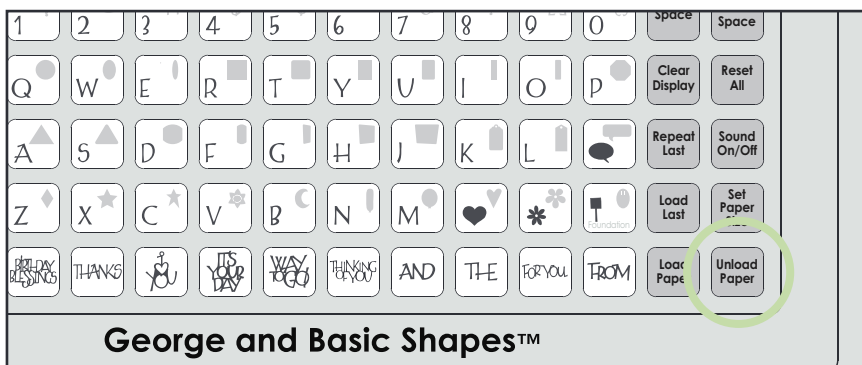 1 2 3 4 5 6 7 8 9 0 Space Space
Q W E R T Y U I O P Clear Display Reset All
A S D F G H J K L Repeat Last Sound On/Off
Z X C V B N M Foundation Load Last Set Paper
BIRTHDAY BLESSINGS THANKS I YOU IT'S YOUR DAY WAY TO GO! THINKING OF YOU AND THE FOR YOU FROM Load Paper Unload Paper
George and Basic Shapes™